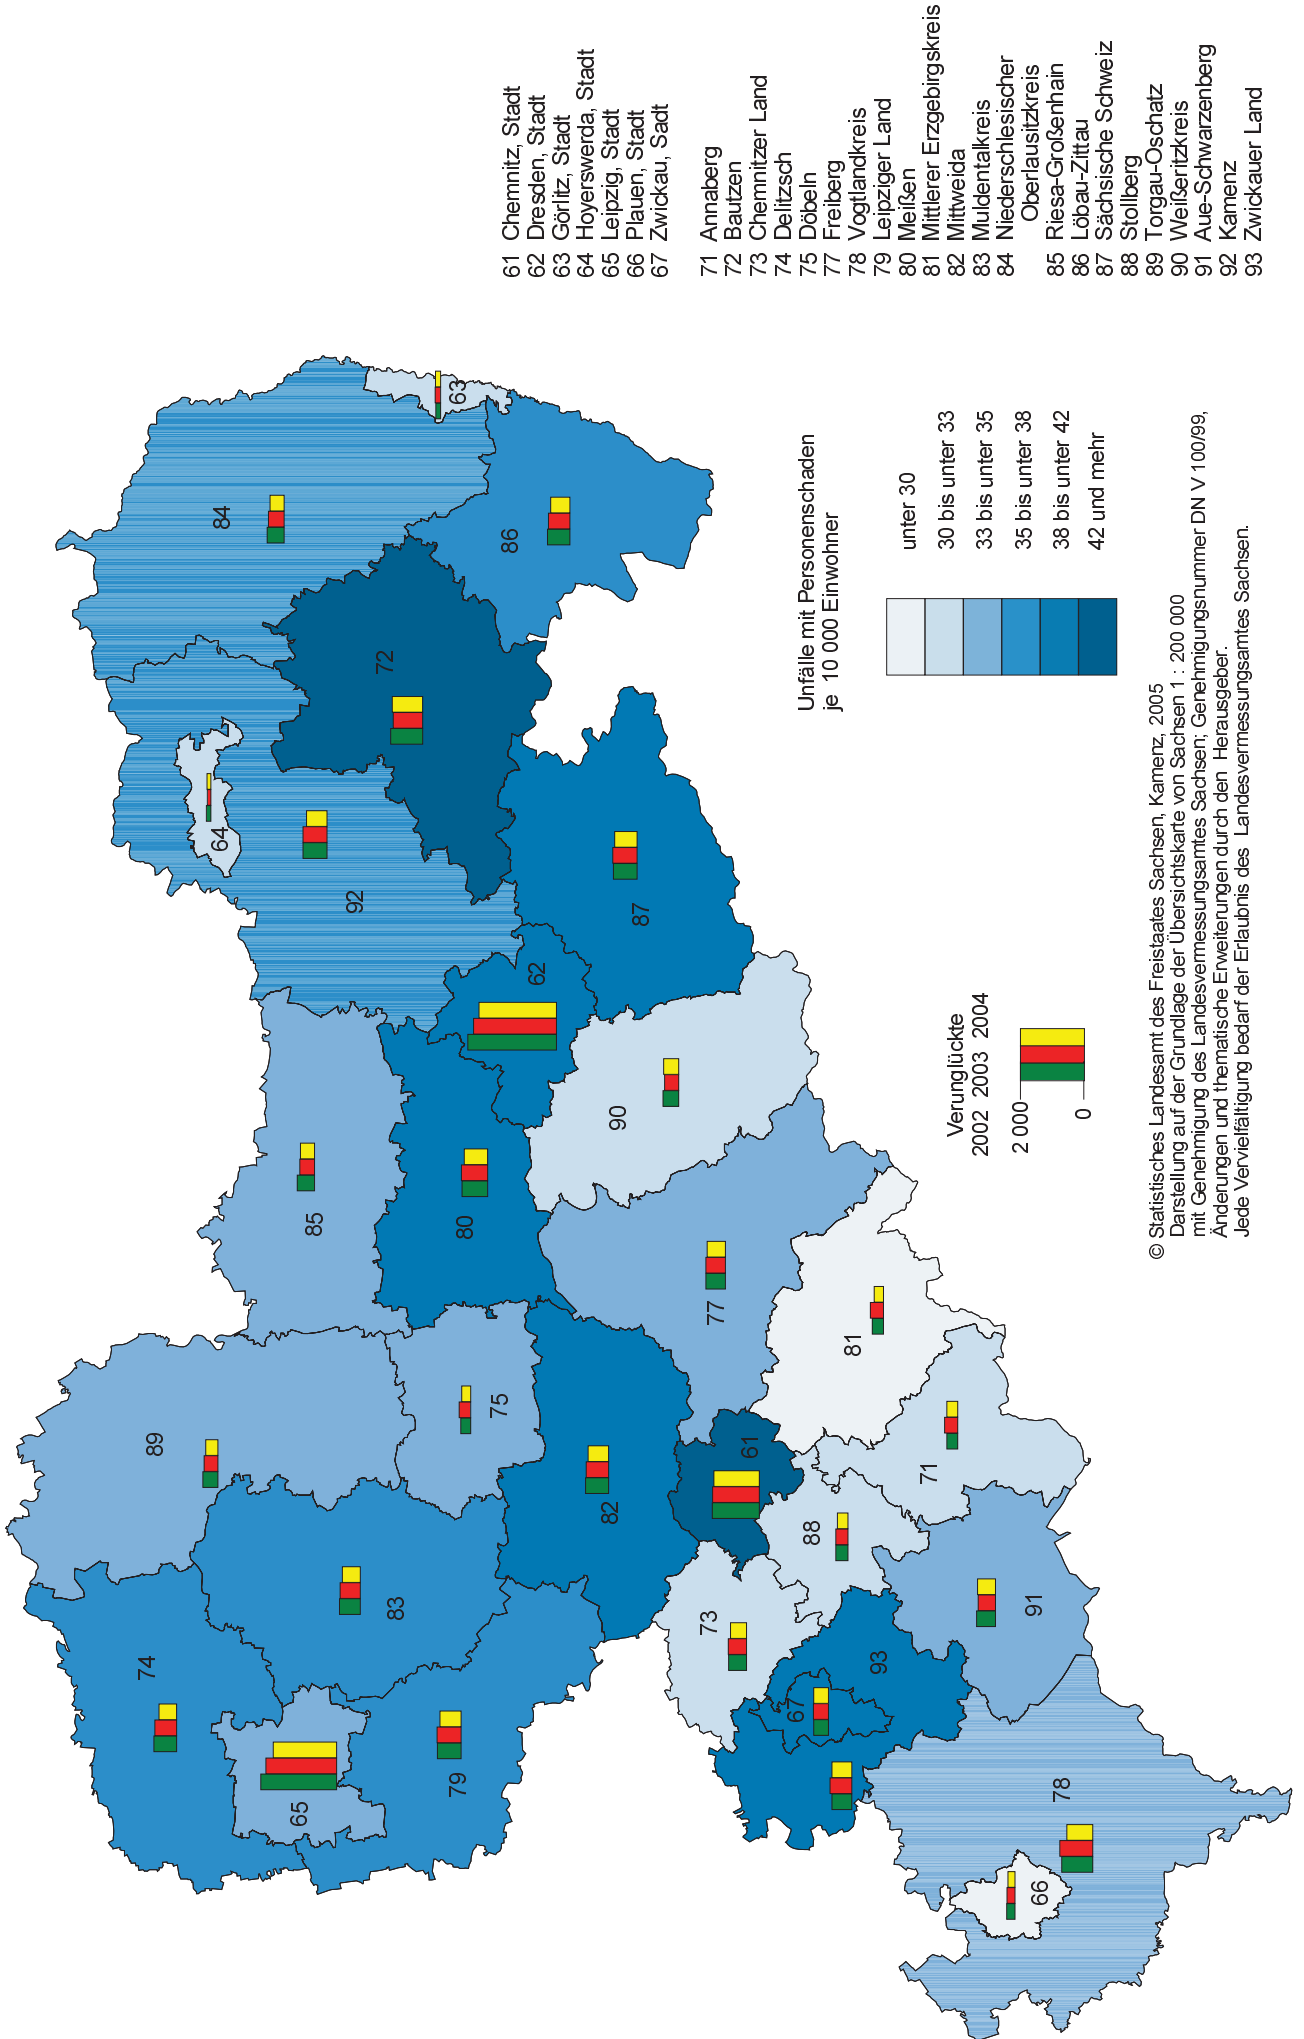 61 Chemnitz, Stadt
62 Dresden, Stadt
63 Görlitz, Stadt
64 Hoyerswerda, Stadt
65 Leipzig, Stadt
66 Plauen, Stadt
67 Zwickau, Sadt
71 Annaberg
72 Bautzen
73 Chemnitzer Land
74 Delitzsch
75 Döbeln
77 Freiberg
78 Vogtlandkreis
79 Leipziger Land
80 Meißen
81 Mittlerer Erzgebirgskreis
82 Mittweida
83 Muldentalkreis
84 Niederschlesischer
Oberlausitzkreis
85 Riesa-Großenhain
86 Löbau-Zittau
87 Sächsische Schweiz
88 Stollberg
89 Torgau-Oschatz
90 Weißeritzkreis
91 Aue-Schwarzenberg
92 Kamenz
93 Zwickauer Land
74
89
65
83
79
75
85
80
82
64
92
84
72
63
86
62
87
90
77
61
81
73
88
71
67
93
91
78
66
Unfälle mit Personenschaden
je 10 000 Einwohner
unter 30
30 bis unter 33
33 bis unter 35
35 bis unter 38
38 bis unter 42
42 und mehr
Verunglückte
2002 2003 2004
2 000
0
© Statistisches Landesamt des Freistaates Sachsen, Kamenz, 2005
Darstellung auf der Grundlage der Übersichtskarte von Sachsen 1 : 200 000
mit Genehmigung des Landesvermessungsamtes Sachsen; Genehmigungsnummer DN V 100/99,
Änderungen und thematische Erweiterungen durch den Herausgeber.
Jede Vervielfältigung bedarf der Erlaubnis des Landesvermessungsamtes Sachsen.